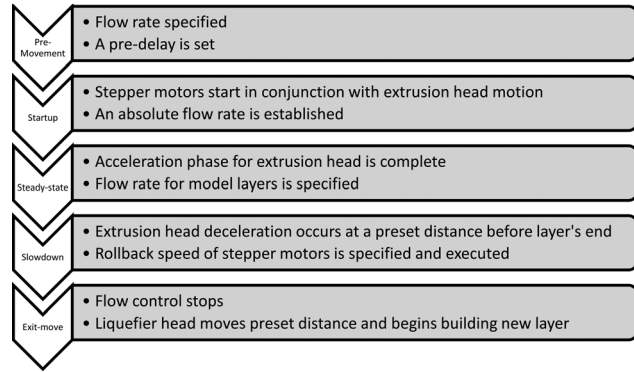 Pre-
Movement
• Flow rate specified
• A pre-delay is set
Startup
• Stepper motors start in conjunction with extrusion head motion
• An absolute flow rate is established
Steady-state
• Acceleration phase for extrusion head is complete
• Flow rate for model layers is specified
Slowdown
• Extrusion head deceleration occurs at a preset distance before layer's end
• Rollback speed of stepper motors is specified and executed
Exit-move
• Flow control stops
• Liquefier head moves preset distance and begins building new layer